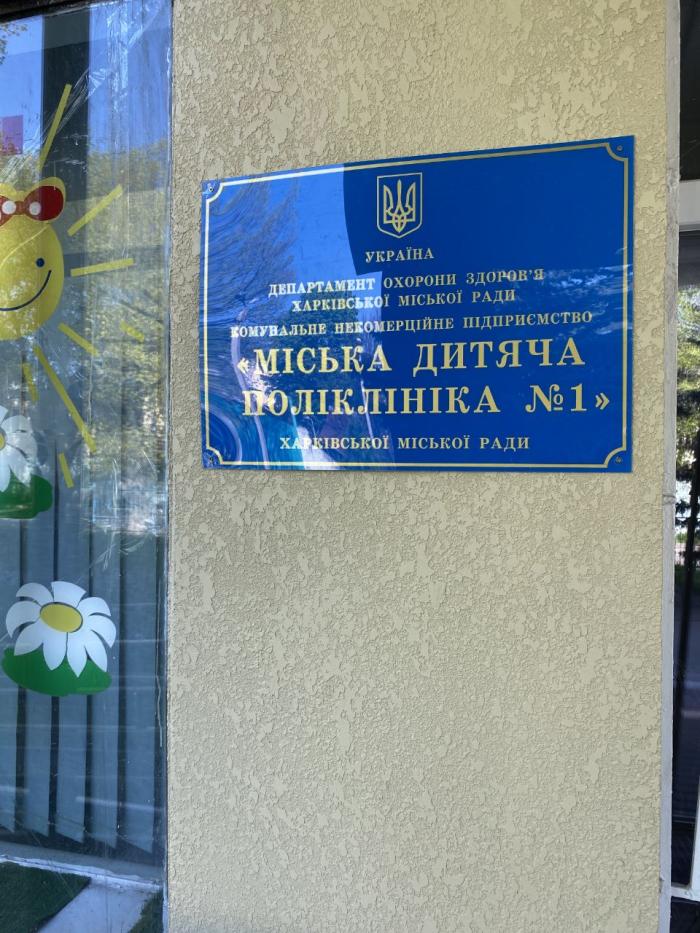 УКРАЇНА
ДЕПАРТАМЕНТ ОХОРОНИ ЗДОРОВ'Я
ХАРКІВСЬКОЇ МІСЬКОЇ РАДИ
КОМУНАЛЬНЕ НЕКОМЕРЦІЙНЕ ПІДПРИЄМСТВО
«МІСЬКА ДИТЯЧА
ПОЛІКЛІНІКА №1»
ХАРКІВСЬКОЇ МІСЬКОЇ РАДИ